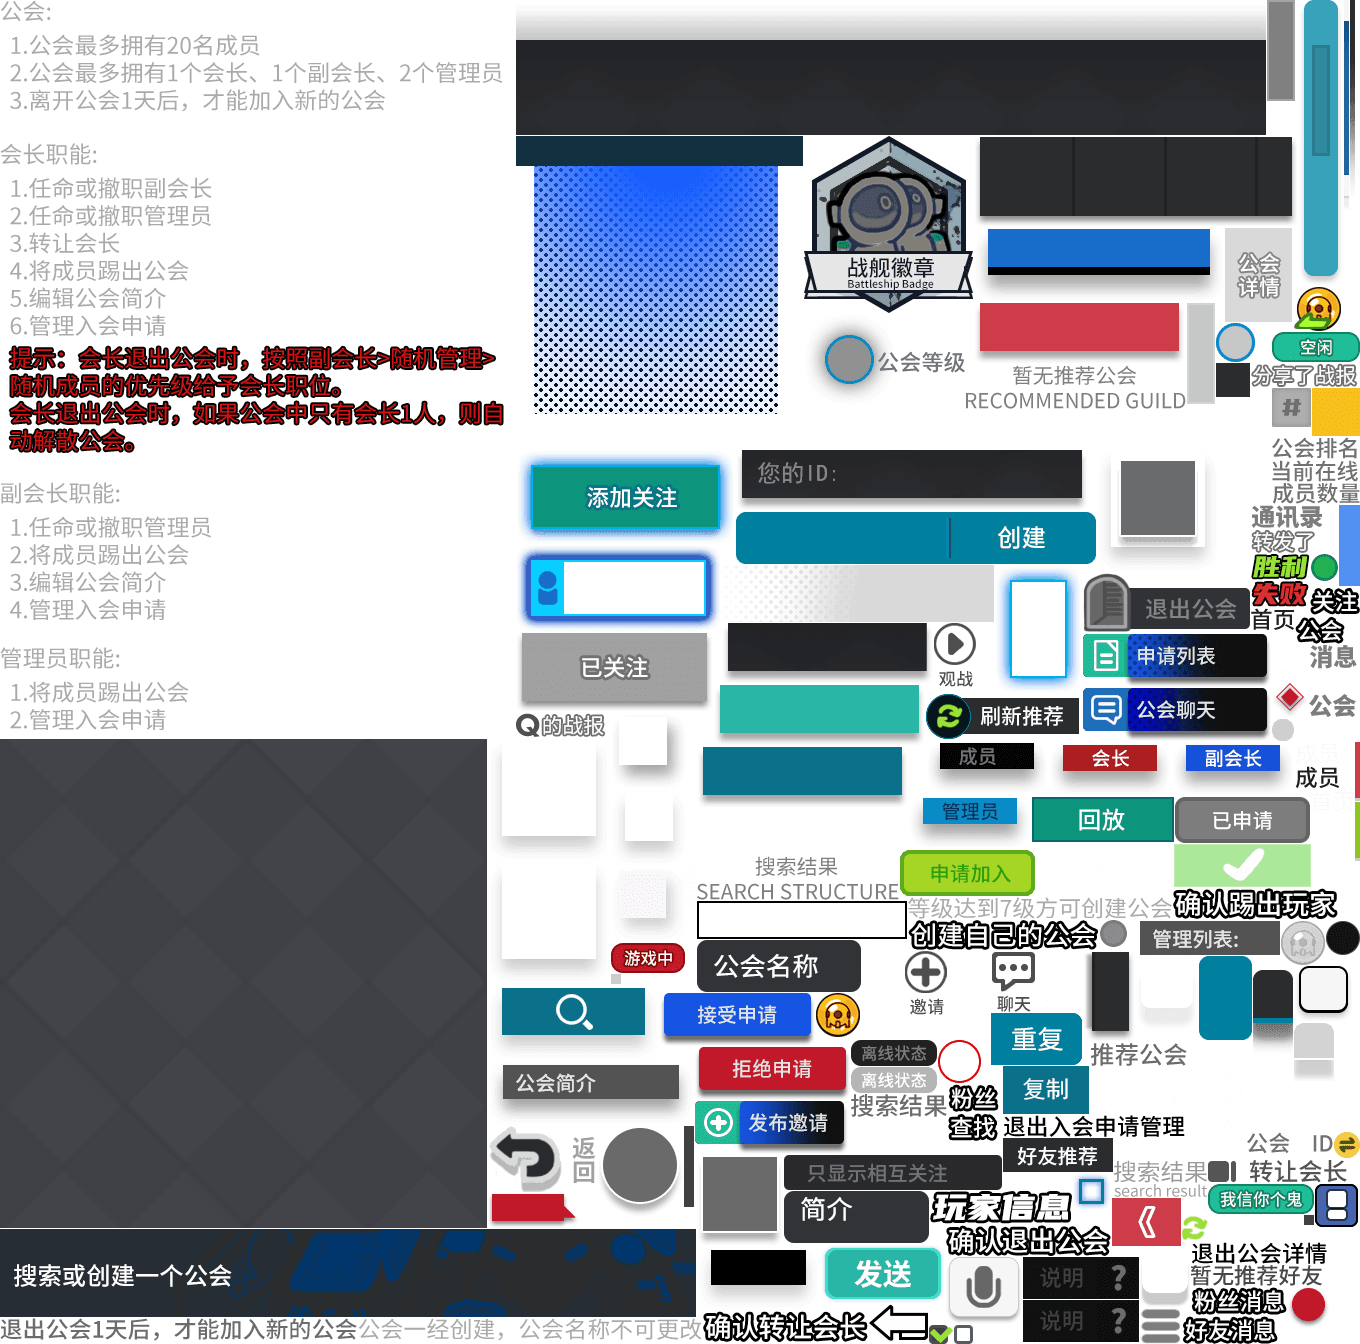 公会:
1.公会最多拥有20名成员
2.公会最多拥有1个会长、1个副会长、2个管理员
3.离开公会1天后，才能加入新的公会
会长职能:
1.任命或撤职副会长
2.任命或撤职管理员
3.转让会长
4.将成员踢出公会
5.编辑公会简介
6.管理入会申请
提示：会长退出公会时，按照副会长>随机管理>
随机成员的优先级给予会长职位。
会长退出公会时，如果公会中只有会长1人，则自
动解散公会。
副会长职能:
1.任命或撤职管理员
2.将成员踢出公会
3.编辑公会简介
4.管理入会申请
管理员职能:
1.将成员踢出公会
2.管理入会申请
战舰徽章
Battleship Badge
公会等级
公会
详情
空闲
暂无推荐公会
RECOMMENDED GUILD
分享了战报
#
公会排名
当前在线
成员数量
添加关注
您的ID:
创建
通讯录
转发了
胜利
失败
关注
首页
公会
消息
退出公会
已关注
申请列表
观战
Q的战报
刷新推荐
公会聊天
公会
成员
会长
副会长
成员
管理员
回放
已申请
搜索结果
SEARCH STRUCTURE
申请加入
等级达到7级方可创建公会
确认踢出玩家
创建自己的公会
管理列表:
游戏中
公会名称
邀请
聊天
接受申请
重复
推荐公会
拒绝申请
离线状态
离线状态
公会简介
搜索结果
粉丝
查找
复制
发布邀请
退出入会申请管理
返回
好友推荐
公会
ID
只显示相互关注
搜索结果
search result
转让会长
我信你个鬼
简介
玩家信息
确认退出公会
搜索或创建一个公会
发送
说明
?
说明
?
退出公会详情
暂无推荐好友
粉丝消息
好友消息
退出公会1天后，才能加入新的公会
公会一经创建，公会名称不可更改
确认转让会长